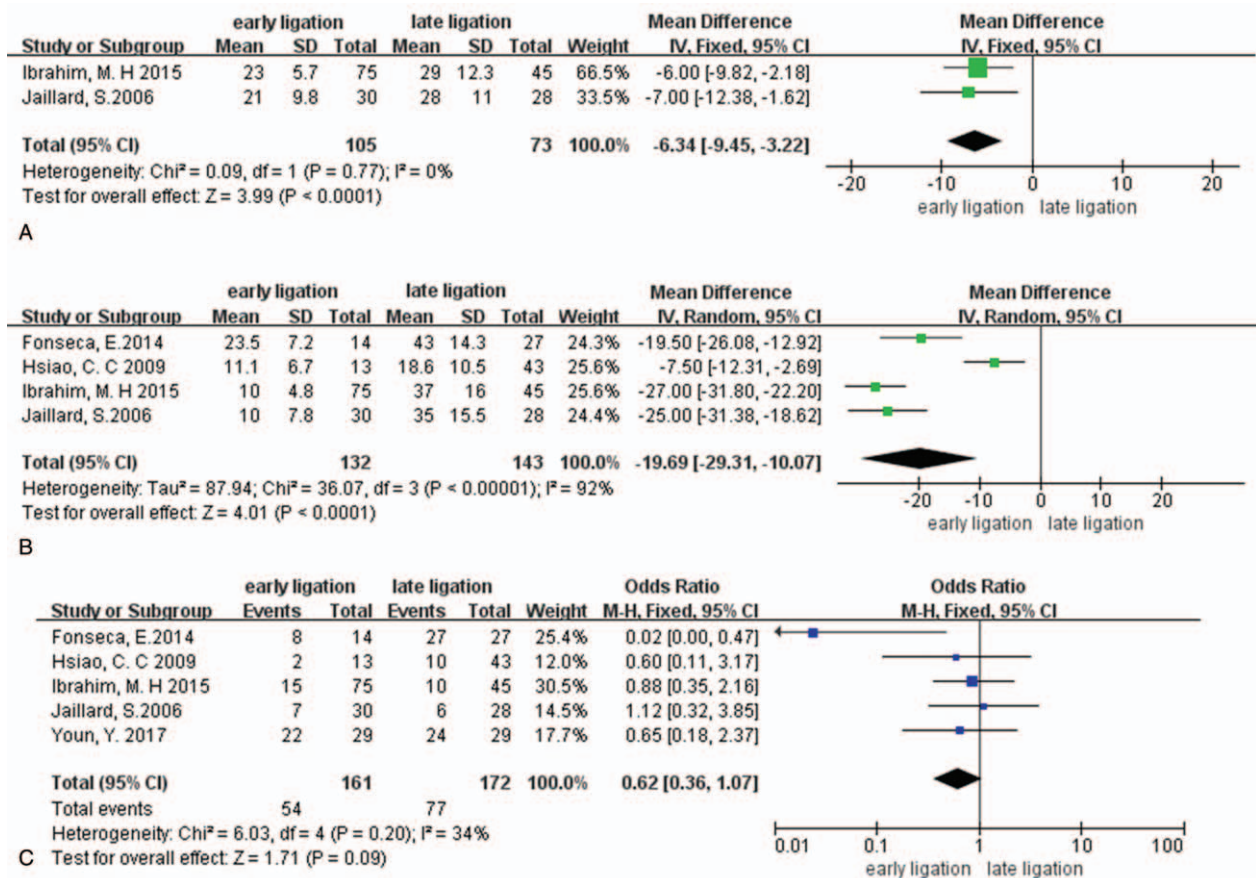 early ligation late ligation Mean Difference Mean Difference
Study or Subgroup Mean SD Total Mean SD Total Weight IV, Fixed, 95% CI IV, Fixed, 95% CI
Ibrahim, M. H 2015 23 5.7 75 29 12.3 45 66.5% -6.00 [-9.82, -2.18]
Jaillard, S.2006 21 9.8 30 28 11 28 33.5% -7.00 [-12.38, -1.62]
Total (95% CI) 105 73 100.0% -6.34 [-9.45, -3.22]
Heterogeneity: Chi² = 0.09, df = 1 (P = 0.77); I² = 0%
Test for overall effect: Z = 3.99 (P < 0.0001)
-20 -10 0 10 20
early ligation late ligation
A
early ligation late ligation Mean Difference Mean Difference
Study or Subgroup Mean SD Total Mean SD Total Weight IV, Random, 95% CI IV, Random, 95% CI
Fonseca, E.2014 23.5 7.2 14 43 14.3 27 24.3% -19.50 [-26.08, -12.92]
Hsiao, C. C 2009 11.1 6.7 13 18.6 10.5 43 25.6% -7.50 [-12.31, -2.69]
Ibrahim, M. H 2015 10 4.8 75 37 16 45 25.6% -27.00 [-31.80, -22.20]
Jaillard, S.2006 10 7.8 30 35 15.5 28 24.4% -25.00 [-31.38, -18.62]
Total (95% CI) 132 143 100.0% -19.69 [-29.31, -10.07]
Heterogeneity: Tau² = 87.94; Chi² = 36.07, df = 3 (P < 0.00001); I² = 92%
Test for overall effect: Z = 4.01 (P < 0.0001)
-20 -10 0 10 20
early ligation late ligation
B
early ligation late ligation Odds Ratio Odds Ratio
Study or Subgroup Events Total Events Total Weight M-H, Fixed, 95% CI M-H, Fixed, 95% CI
Fonseca, E.2014 8 14 27 27 25.4% 0.02 [0.00, 0.47]
Hsiao, C. C 2009 2 13 10 43 12.0% 0.60 [0.11, 3.17]
Ibrahim, M. H 2015 15 75 10 45 30.5% 0.88 [0.35, 2.16]
Jaillard, S.2006 7 30 6 28 14.5% 1.12 [0.32, 3.85]
Youn, Y. 2017 22 29 24 29 17.7% 0.65 [0.18, 2.37]
Total (95% CI) 161 172 100.0% 0.62 [0.36, 1.07]
Total events 54 77
Heterogeneity: Chi² = 6.03, df = 4 (P = 0.20); I² = 34%
Test for overall effect: Z = 1.71 (P = 0.09)
0.01 0.1 1 10 100
early ligation late ligation
C